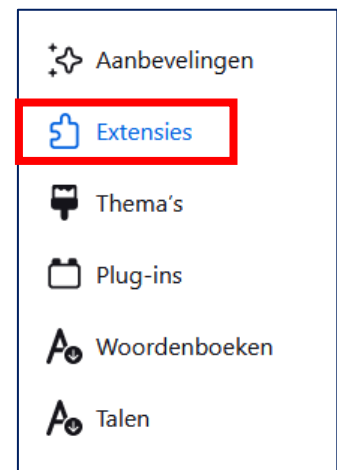 Aanbevelingen
Extensies
Thema's
Plug-ins
Woordenboeken
Talen